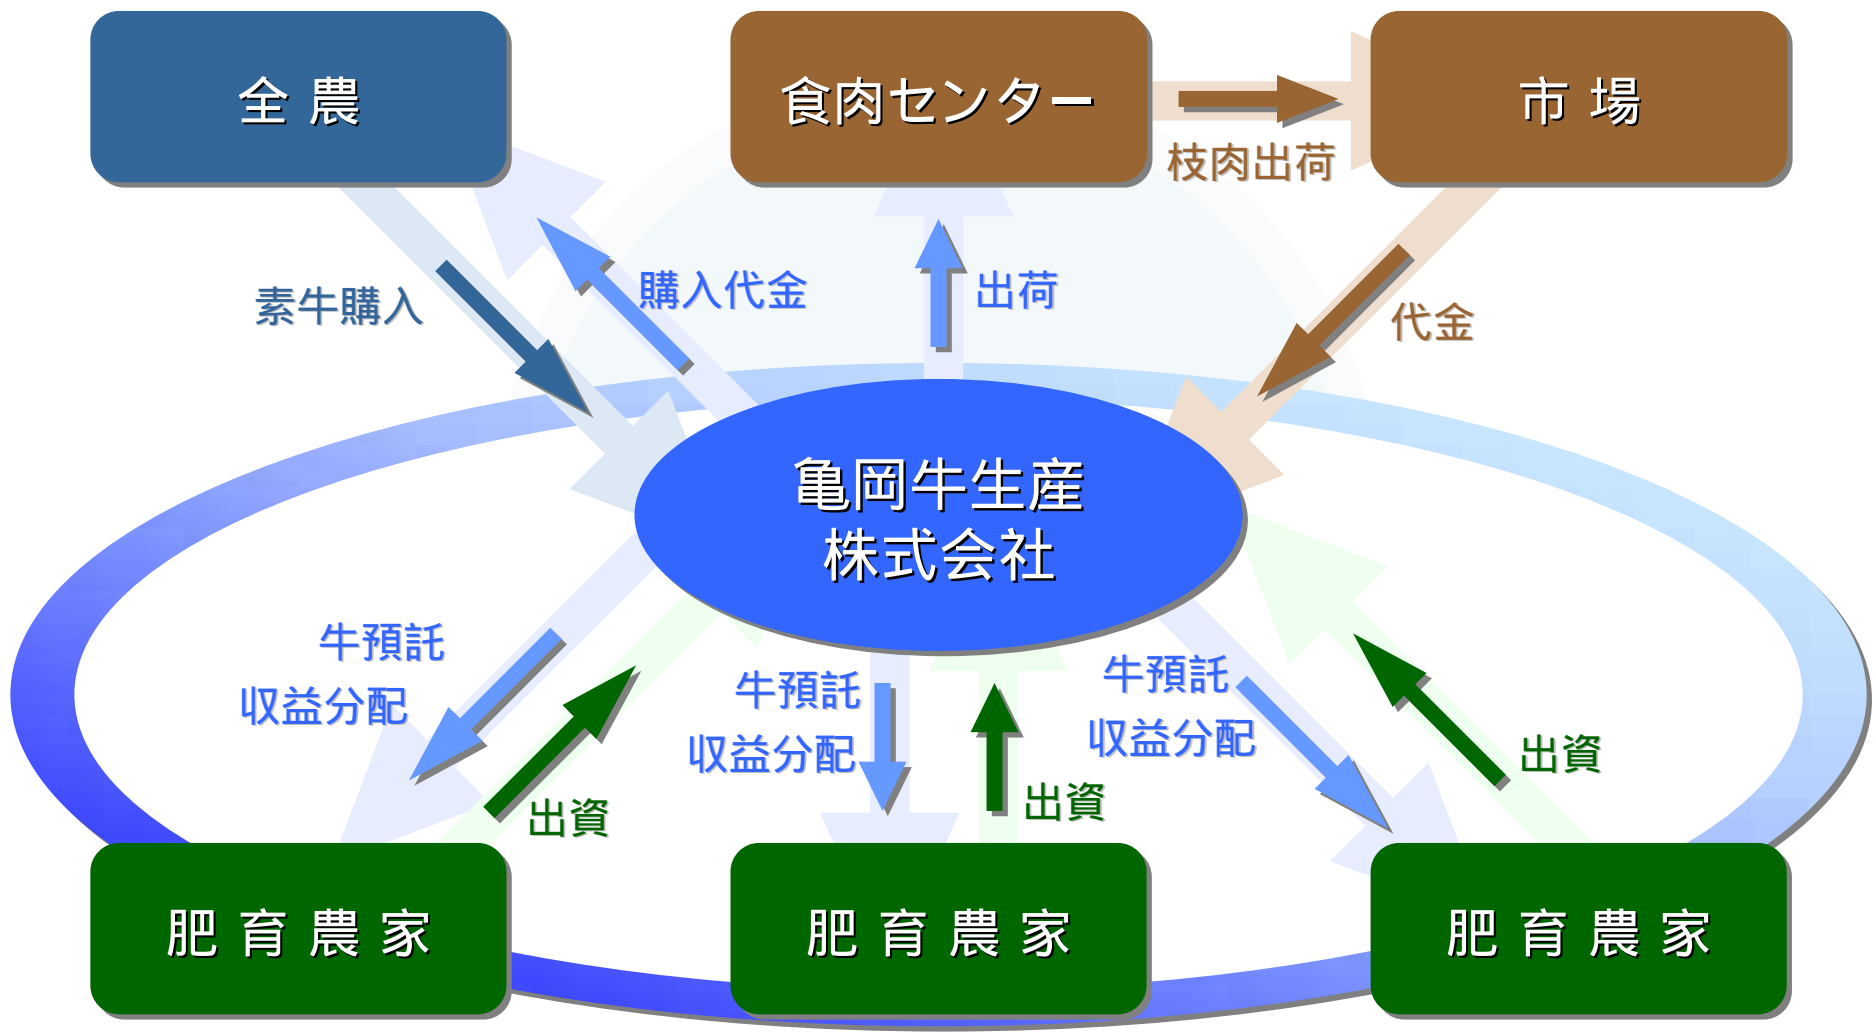 全 農
食肉センター
市 場
枝肉出荷
素牛購入
購入代金
出荷
代金
亀岡牛生産
株式会社
牛預託
収益分配
出資
牛預託
収益分配
出資
牛預託
収益分配
出資
肥 育 農 家
肥 育 農 家
肥 育 農 家